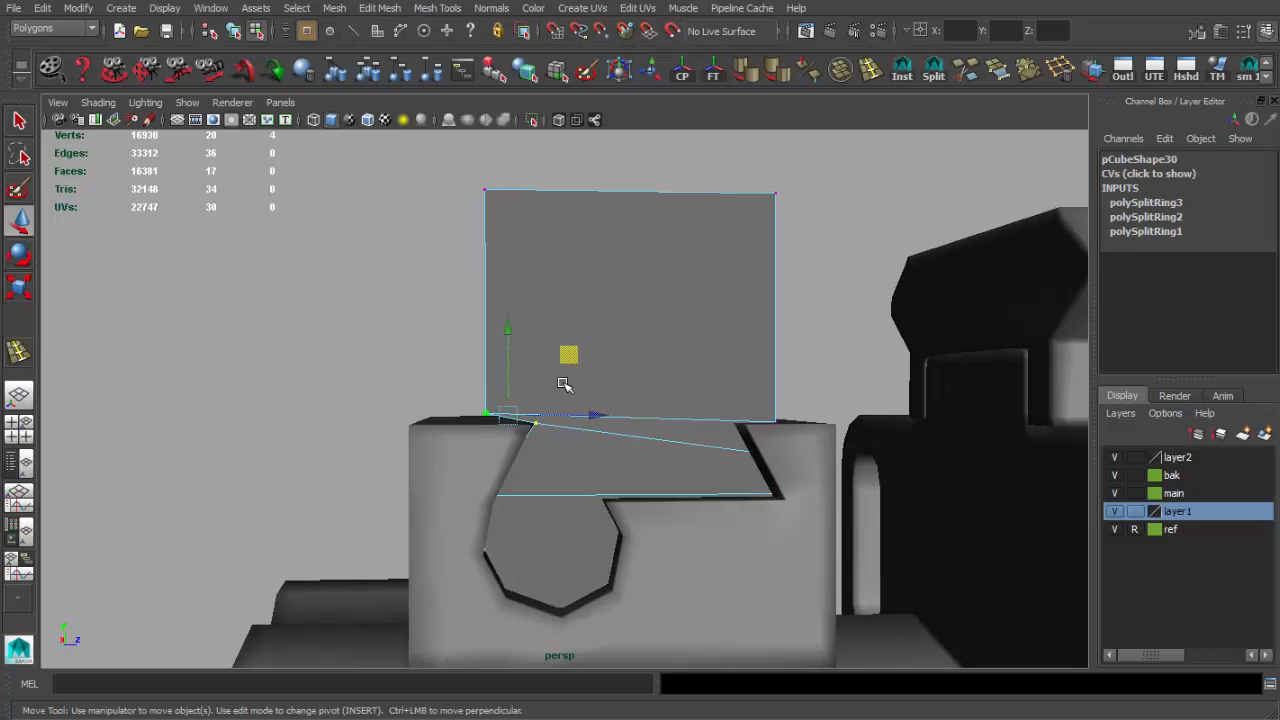 File Edit Modify Create Display Window Assets Select Mesh Edit Mesh Mesh Tools Normals Color Create UVs Edit UVs Muscle Pipeline Cache Help
Polygons No Live Surface X: Y: Z:
CP FT Inst Split Outl UTE Hshd TM sm 1
View Shading Lighting Show Renderer Panels
Channel Box / Layer Editor
Verts: 16930 20 4
Edges: 33312 36 0
Faces: 16381 17 0
Tris: 32148 34 0
UVs: 22747 30 0
Channels Edit Object Show
pCubeShape30
CVs (click to show)
INPUTS
polySplitRing3
polySplitRing2
polySplitRing1
Display Render Anim
Layers Options Help
V layer2
V bak
V main
V layer1
V R ref
x z
persp
MEL
Move Tool: Use manipulator to move object(s). Use edit mode to change pivot (INSERT). Ctrl+LMB to move perpendicular.